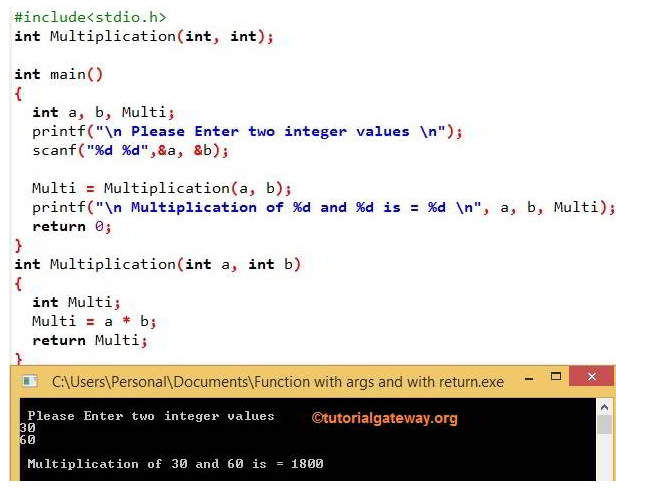 #include<stdio.h>
int Multiplication(int, int);
int main()
{
int a, b, Multi;
printf("\n Please Enter two integer values \n");
scanf("%d %d",&a, &b);
Multi = Multiplication(a, b);
printf("\n Multiplication of %d and %d is = %d \n", a, b, Multi);
return 0;
}
int Multiplication(int a, int b)
{
int Multi;
Multi = a * b;
return Multi;
}
C:\Users\Personal\Documents\Function with args and with return.exe
Please Enter two integer values ©tutorialgateway.org
30
60
Multiplication of 30 and 60 is = 1800